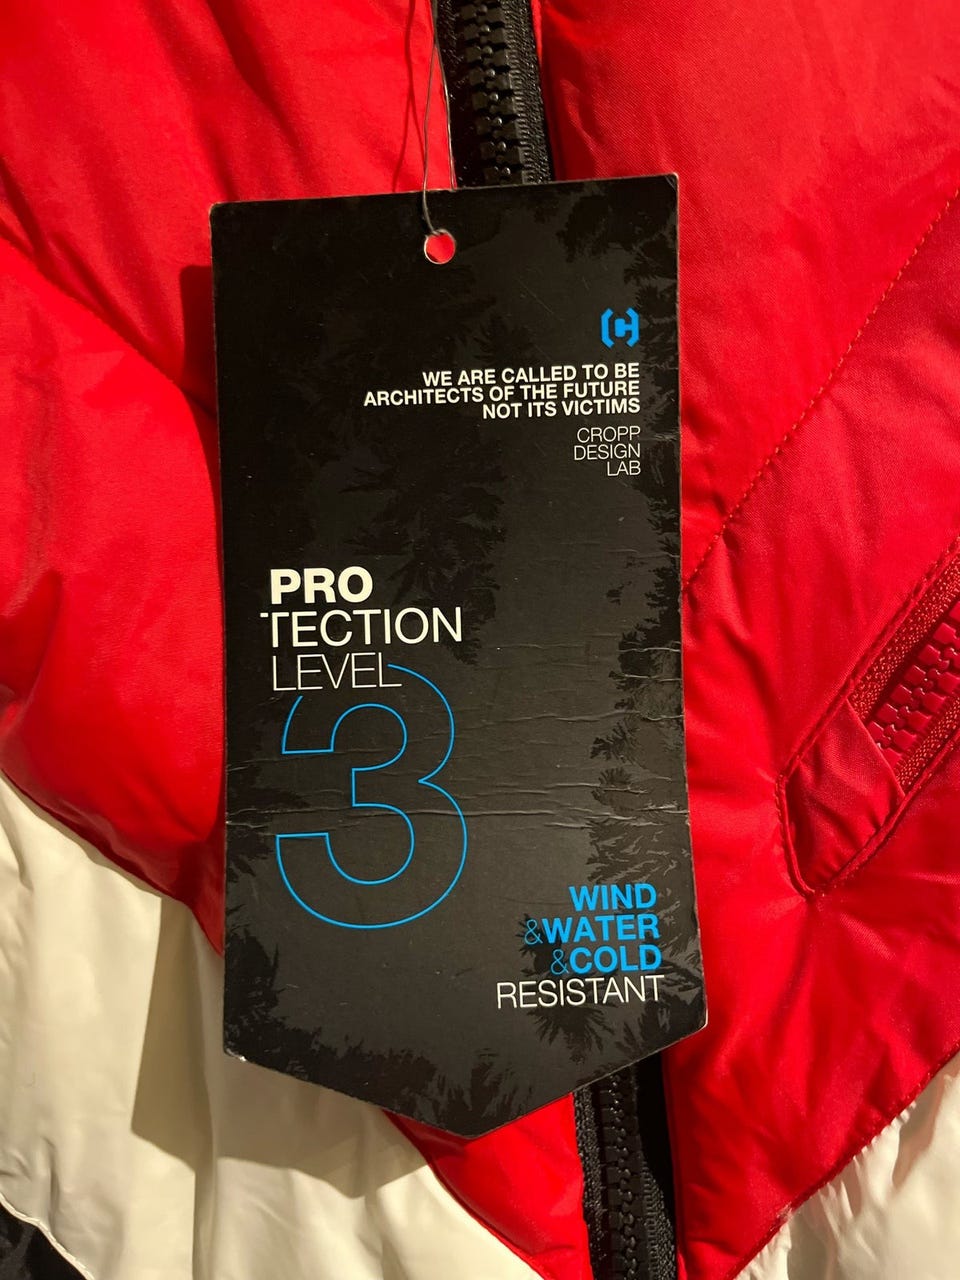 [C]
WE ARE CALLED TO BE
ARCHITECTS OF THE FUTURE
NOT ITS VICTIMS
CROPP
DESIGN
LAB
PRO
TECTION
LEVEL
3
WIND
&WATER
&COLD
RESISTANT